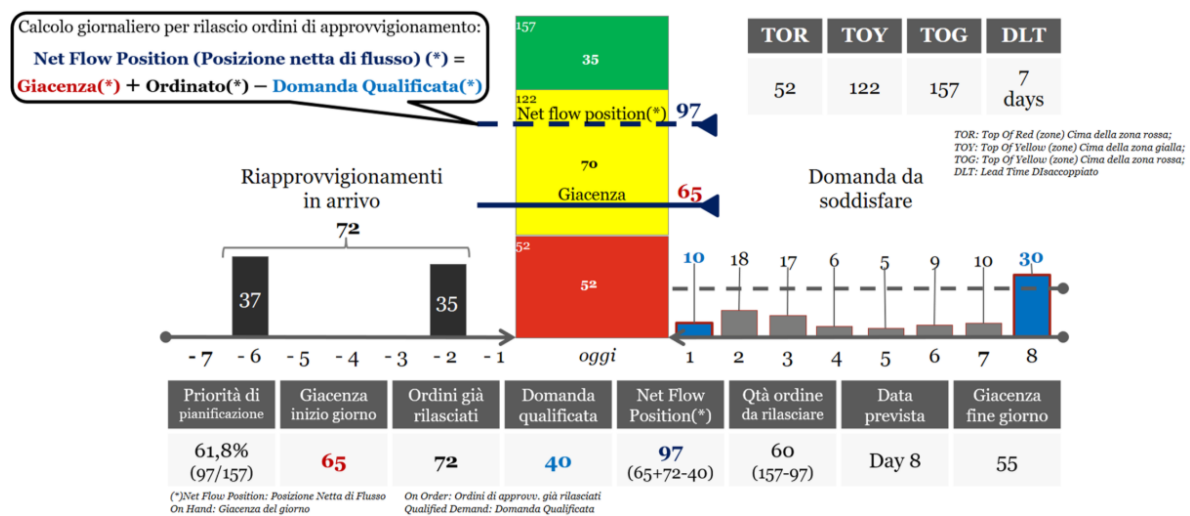 Calcolo giornaliero per rilascio ordini di approvvigionamento:
Net Flow Position (Posizione netta di flusso) (*) =
Giacenza(*) + Ordinato(*) − Domanda Qualificata(*)
157
35
122
Net flow position(*)
97
70
Giacenza
65
52
52
TOR TOY TOG DLT
52 122 157 7
days
TOR: Top Of Red (zone) Cima della zona rossa;
TOY: Top Of Yellow (zone) Cima della zona gialla;
TOG: Top Of Yellow (zone) Cima della zona rossa;
DLT: Lead Time DIsaccoppiato
Riapprovvigionamenti
in arrivo
72
37
35
Domanda da
soddisfare
10 18 17 6 5 9 10 30
- 7 - 6 - 5 - 4 - 3 - 2 - 1 oggi 1 2 3 4 5 6 7 8
Priorità di
pianificazione
Giacenza
inizio giorno
Ordini già
rilasciati
Domanda
qualificata
Net Flow
Position(*)
Qtà ordine
da rilasciare
Data
prevista
Giacenza
fine giorno
61,8%
(97/157)
65
72
40
97
(65+72-40)
60
(157-97)
Day 8
55
(*)Net Flow Position: Posizione Netta di Flusso
On Hand: Giacenza del giorno
On Order: Ordini di approvv. già rilasciati
Qualified Demand: Domanda Qualificata